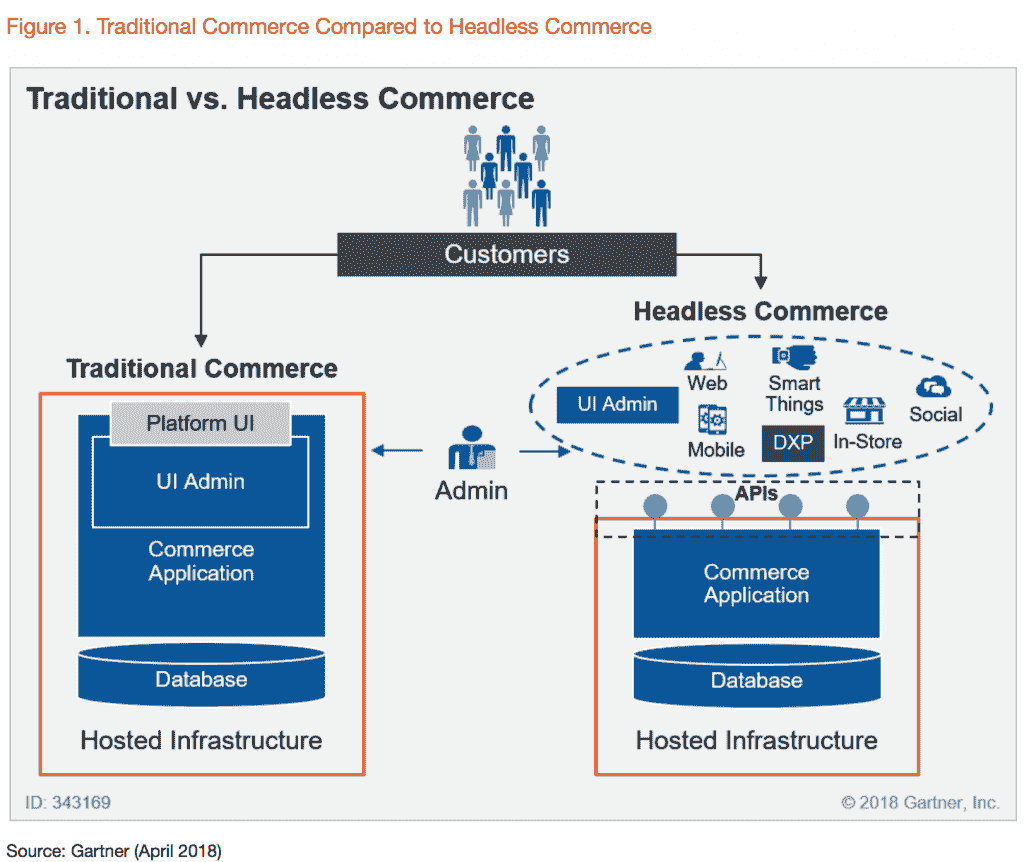 Figure 1. Traditional Commerce Compared to Headless Commerce
Traditional vs. Headless Commerce
Customers
Traditional Commerce
Platform UI
UI Admin
Commerce
Application
Database
Hosted Infrastructure
Admin
Headless Commerce
UI Admin
Web
Smart
Things
Mobile
DXP
In-Store
Social
APIs
Commerce
Application
Database
Hosted Infrastructure
ID: 343169
© 2018 Gartner, Inc.
Source: Gartner (April 2018)